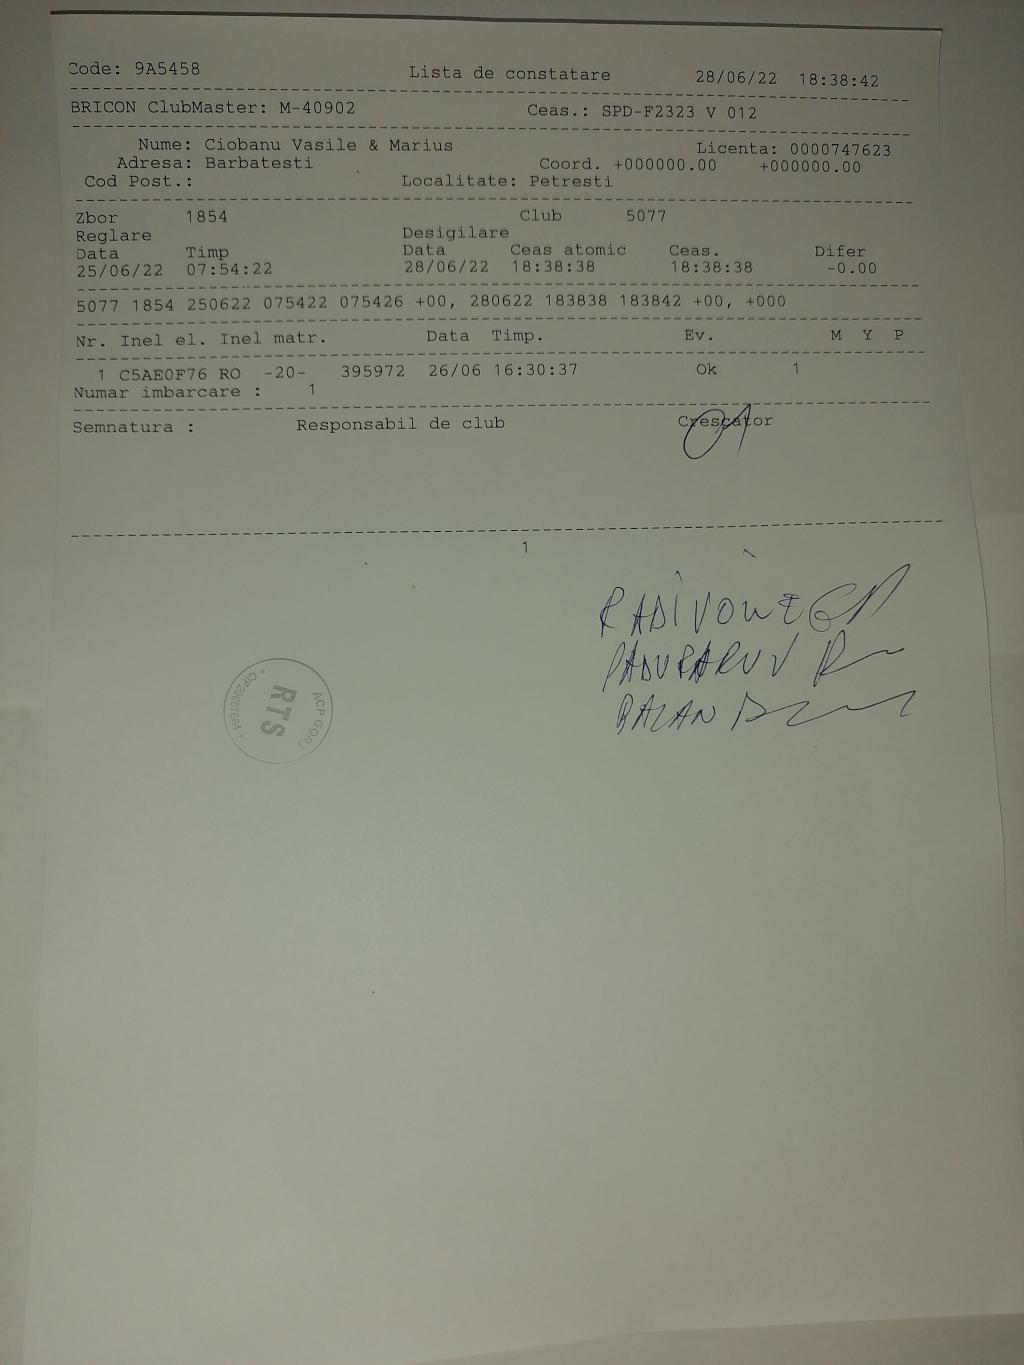 Code: 9A5458 Lista de constatare 28/06/22 18:38:42
BRICON ClubMaster: M-40902 Ceas.: SPD-F2323 V 012
Nume: Ciobanu Vasile & Marius Licenta: 0000747623
Adresa: Barbatesti Coord. +000000.00 +000000.00
Cod Post.: Localitate: Petresti
Zbor 1854 Club 5077
Reglare Desigilare
Data Timp Data Ceas atomic Ceas. Difer
25/06/22 07:54:22 28/06/22 18:38:38 18:38:38 -0.00
5077 1854 250622 075422 075426 +00, 280622 183838 183842 +00, +000
Nr. Inel el. Inel matr. Data Timp. Ev. M Y P
1 C5AE0F76 RO -20- 395972 26/06 16:30:37 Ok 1
Numar imbarcare : 1
Semnatura : Responsabil de club Crescator
1
BALAN
ACP GORJ
RTS